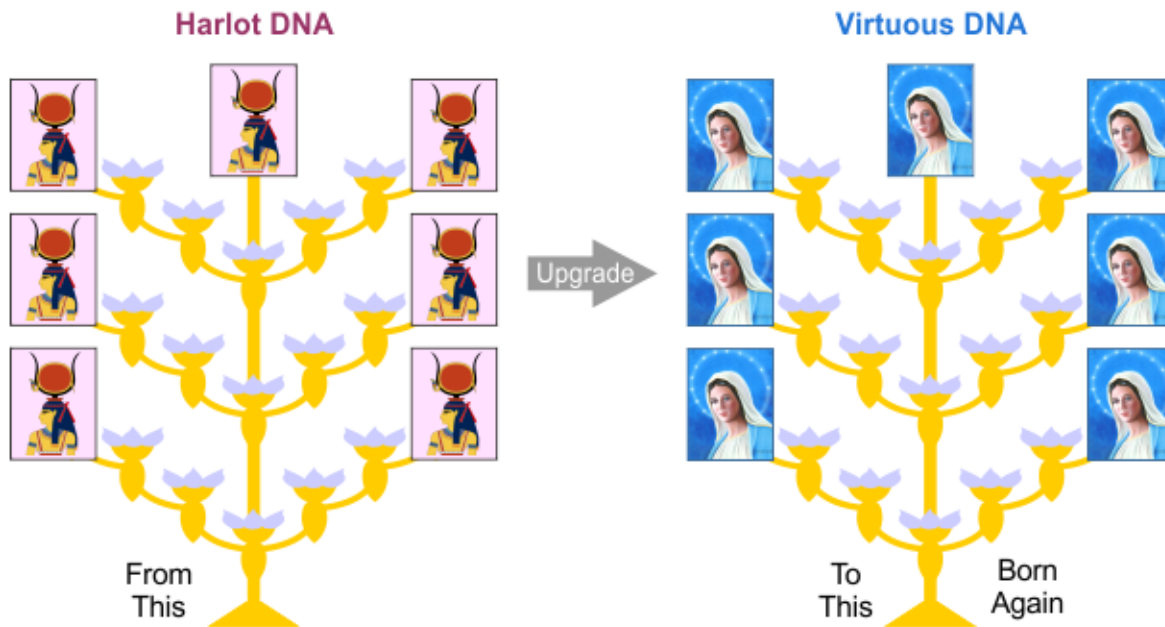 Harlot DNA
Virtuous DNA
Upgrade
From
This
To
This
Born
Again